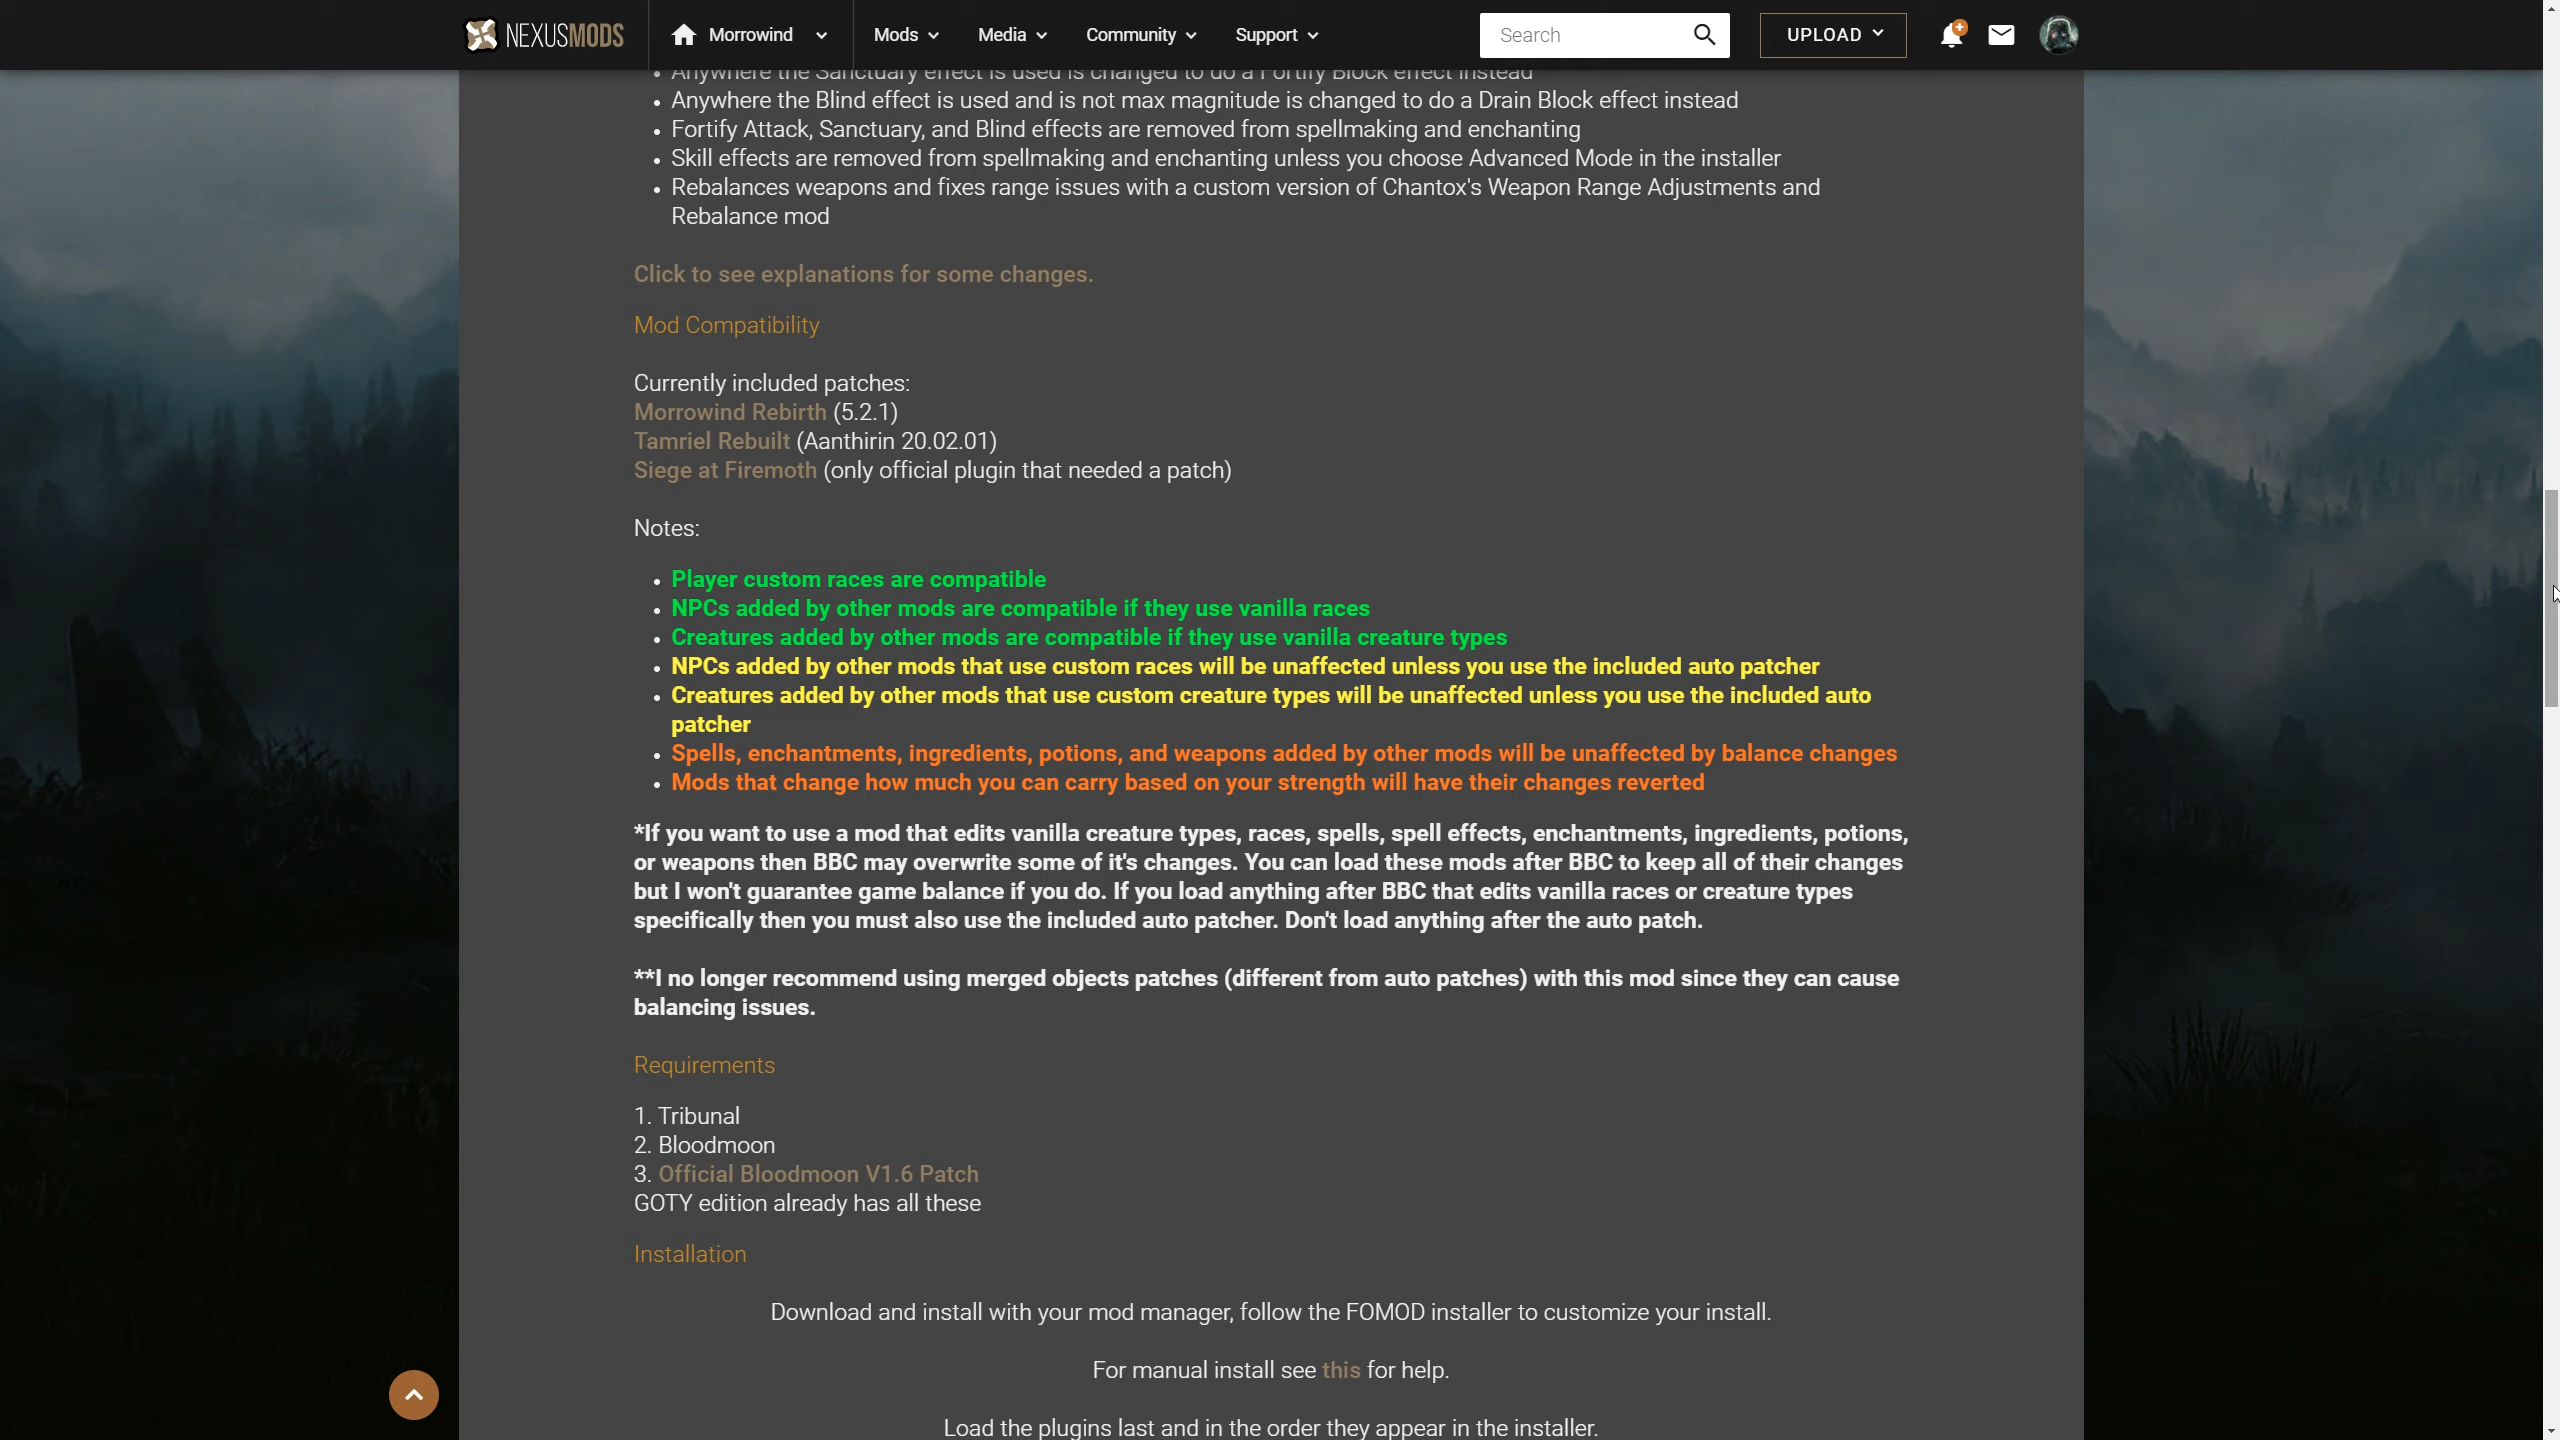 NEXUSMODS
Morrowind
Mods
Media
Community
Support
Search
UPLOAD
Anywhere the Sanctuary effect is used is changed to do a Fortify Block effect instead
Anywhere the Blind effect is used and is not max magnitude is changed to do a Drain Block effect instead
Fortify Attack, Sanctuary, and Blind effects are removed from spellmaking and enchanting
Skill effects are removed from spellmaking and enchanting unless you choose Advanced Mode in the installer
Rebalances weapons and fixes range issues with a custom version of Chantox's Weapon Range Adjustments and
Rebalance mod
Click to see explanations for some changes.
Mod Compatibility
Currently included patches:
Morrowind Rebirth (5.2.1)
Tamriel Rebuilt (Aanthirin 20.02.01)
Siege at Firemoth (only official plugin that needed a patch)
Notes:
Player custom races are compatible
NPCs added by other mods are compatible if they use vanilla races
Creatures added by other mods are compatible if they use vanilla creature types
NPCs added by other mods that use custom races will be unaffected unless you use the included auto patcher
Creatures added by other mods that use custom creature types will be unaffected unless you use the included auto
patcher
Spells, enchantments, ingredients, potions, and weapons added by other mods will be unaffected by balance changes
Mods that change how much you can carry based on your strength will have their changes reverted
*If you want to use a mod that edits vanilla creature types, races, spells, spell effects, enchantments, ingredients, potions,
or weapons then BBC may overwrite some of it's changes. You can load these mods after BBC to keep all of their changes
but I won't guarantee game balance if you do. If you load anything after BBC that edits vanilla races or creature types
specifically then you must also use the included auto patcher. Don't load anything after the auto patch.
**I no longer recommend using merged objects patches (different from auto patches) with this mod since they can cause
balancing issues.
Requirements
1. Tribunal
2. Bloodmoon
3. Official Bloodmoon V1.6 Patch
GOTY edition already has all these
Installation
Download and install with your mod manager, follow the FOMOD installer to customize your install.
For manual install see this for help.
Load the plugins last and in the order they appear in the installer.